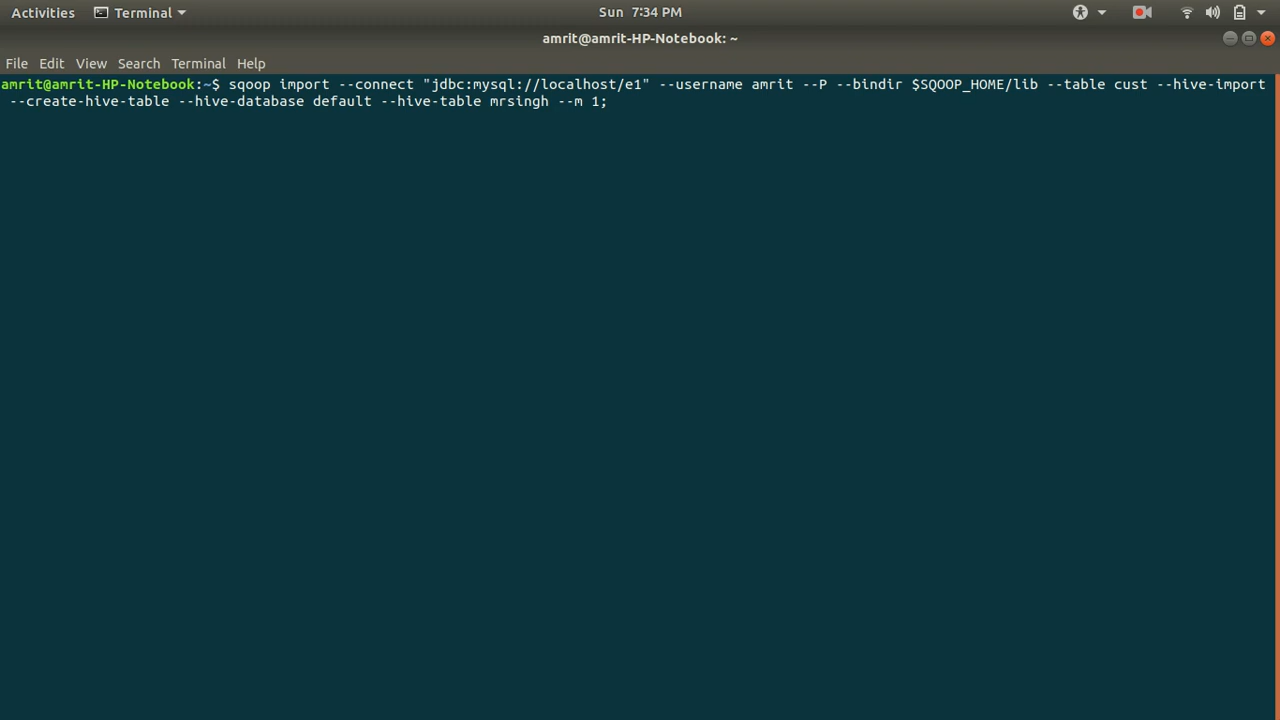 Activities Terminal Sun 7:34 PM
amrit@amrit-HP-Notebook: ~
File Edit View Search Terminal Help
amrit@amrit-HP-Notebook:~$ sqoop import --connect "jdbc:mysql://localhost/e1" --username amrit --P --bindir $SQOOP_HOME/lib --table cust --hive-import
--create-hive-table --hive-database default --hive-table mrsingh --m 1;